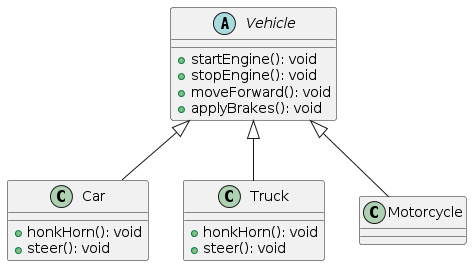 A Vehicle
startEngine(): void
stopEngine(): void
moveForward(): void
applyBrakes(): void
C Car
honkHorn(): void
steer(): void
C Truck
honkHorn(): void
steer(): void
C Motorcycle